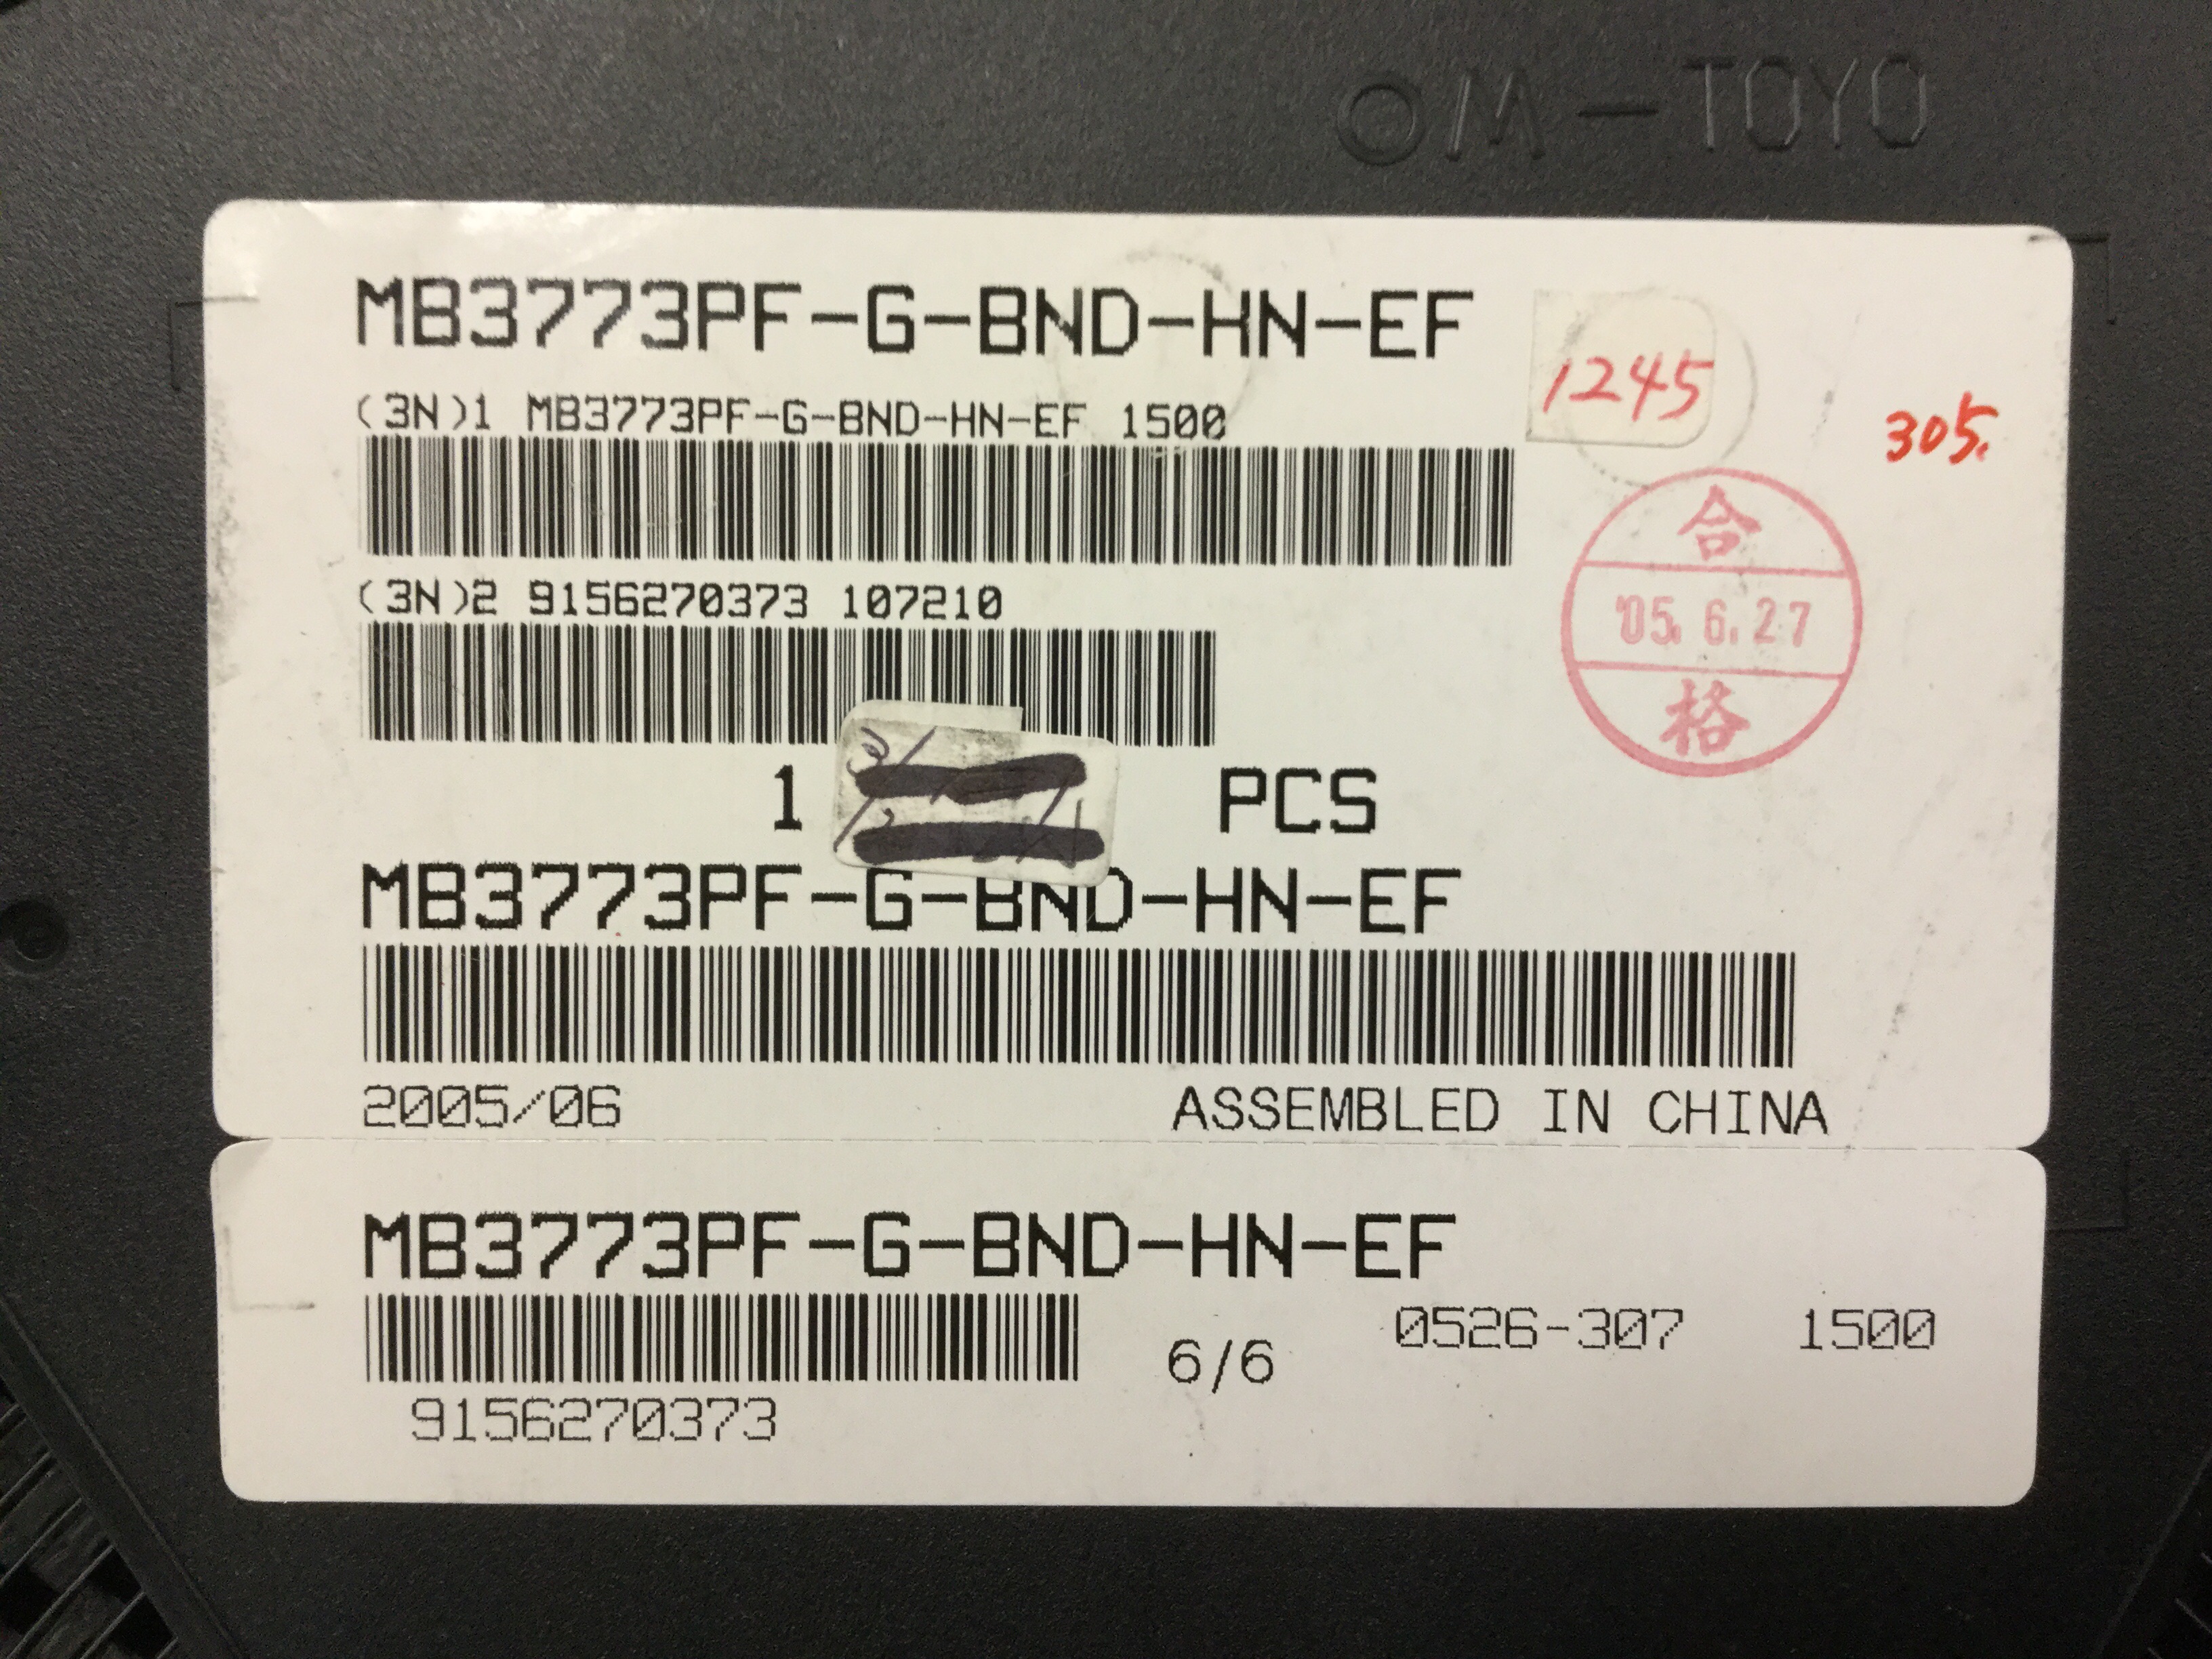 OM-TOYO
MB3773PF-G-BND-HN-EF
1245
305.
(3N)1 MB3773PF-G-BND-HN-EF 1500
合
'05. 6. 27
格
(3N)2 9156270373 107210
1 PCS
MB3773PF-G-BND-HN-EF
2005/06 ASSEMBLED IN CHINA
MB3773PF-G-BND-HN-EF
6/6 0526-307 1500
9156270373